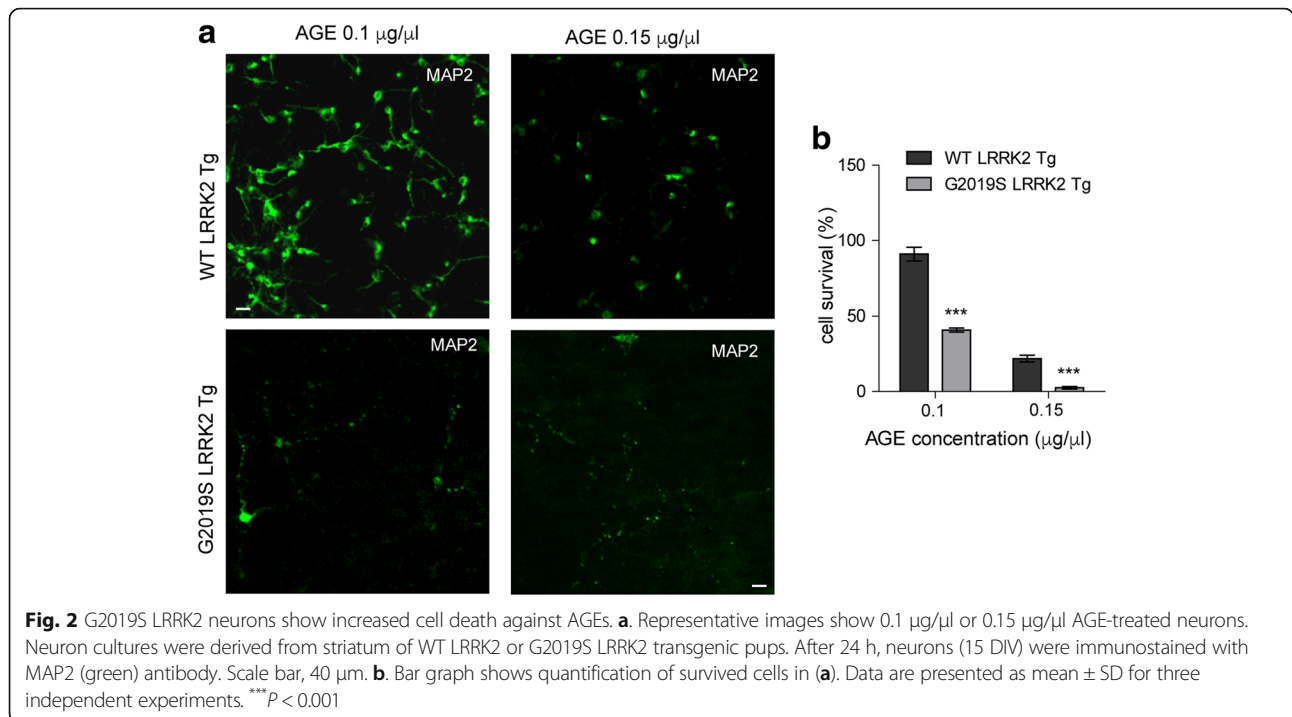 a
AGE 0.1 µg/µl
AGE 0.15 µg/µl
WT LRRK2 Tg
MAP2
MAP2
G2019S LRRK2 Tg
MAP2
MAP2
b
WT LRRK2 Tg
G2019S LRRK2 Tg
cell survival (%)
150
100
50
0
***
***
0.1
0.15
AGE concentration (µg/µl)
Fig. 2 G2019S LRRK2 neurons show increased cell death against AGEs. a. Representative images show 0.1 µg/µl or 0.15 µg/µl AGE-treated neurons.
Neuron cultures were derived from striatum of WT LRRK2 or G2019S LRRK2 transgenic pups. After 24 h, neurons (15 DIV) were immunostained with
MAP2 (green) antibody. Scale bar, 40 µm. b. Bar graph shows quantification of survived cells in (a). Data are presented as mean ± SD for three
independent experiments. ***P < 0.001